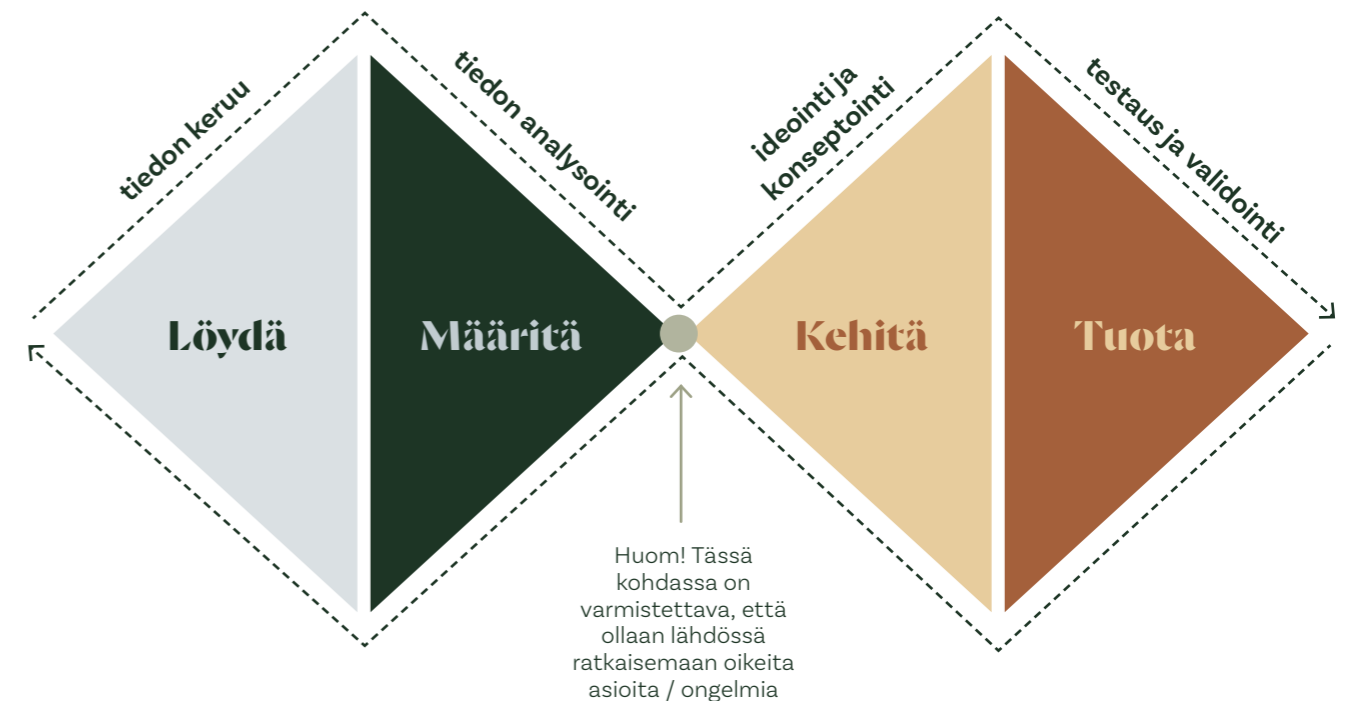 tiedon keruu
tiedon analysointi
ideointi ja
konseptointi
testaus ja validointi
Löydä
Määritä
Kehitä
Tuota
Huom! Tässä
kohdassa on
varmistettava, että
ollaan lähdössä
ratkaisemaan oikeita
asioita / ongelmia